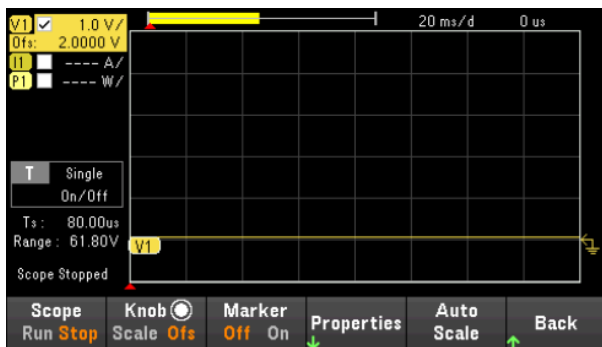 V1 1.0 V/ 20 ms/d 0 us
Ofs: 2.0000 V
I1 ---- A/
P1 ---- W/
T Single
On/Off
Ts: 80.00us
Range: 61.80V V1
Scope Stopped
Scope Knob Marker Properties Auto Back
Run Stop Scale Ofs Off On Scale